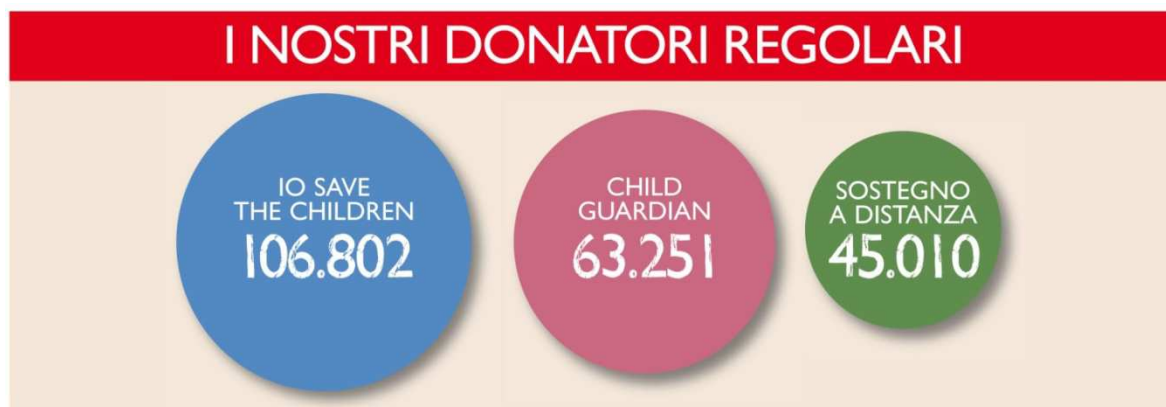 I NOSTRI DONATORI REGOLARI
IO SAVE
THE CHILDREN
106.802
CHILD
GUARDIAN
63.251
SOSTEGNO
A DISTANZA
45.010